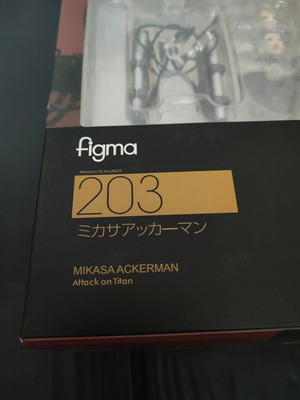 figma
PRODUCTS NUMBER
203
ミカサアッカーマン
MIKASA ACKERMAN
Attack on Titan